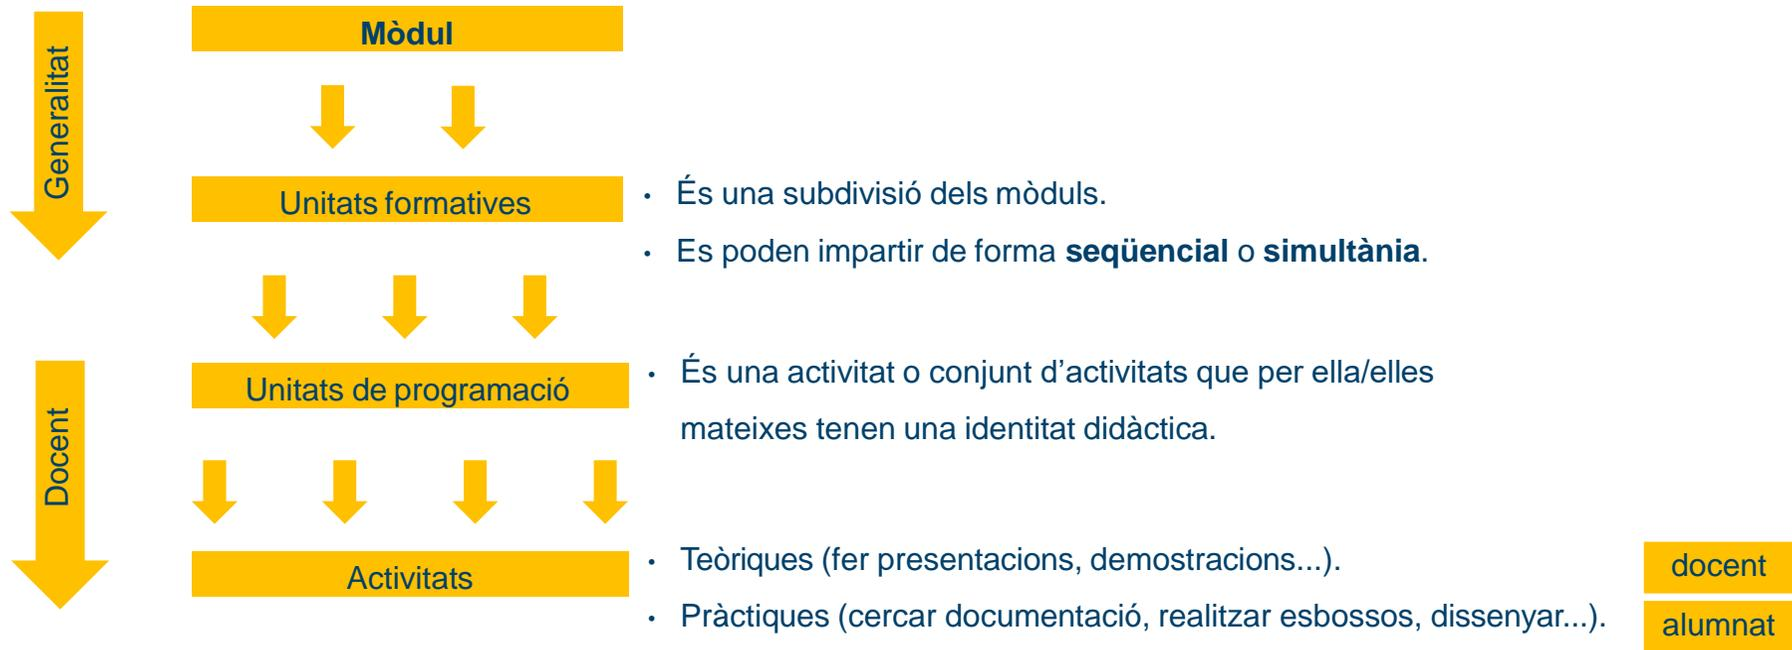 Generalitat
Mòdul
Unitats formatives
• És una subdivisió dels mòduls.
• Es poden impartir de forma seqüencial o simultània.
Docent
Unitats de programació
• És una activitat o conjunt d’activitats que per ella/elles
mateixes tenen una identitat didàctica.
Activitats
• Teòriques (fer presentacions, demostracions...).
docent
• Pràctiques (cercar documentació, realitzar esbossos, dissenyar...).
alumnat